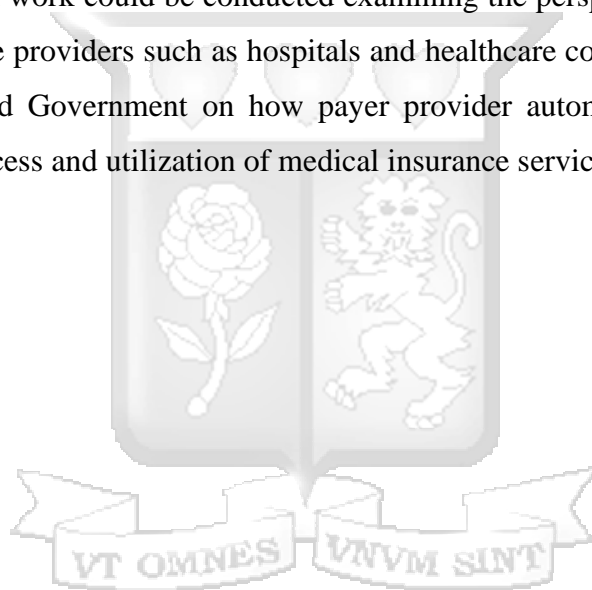 work could be conducted examining the persp
e providers such as hospitals and healthcare co
d Government on how payer provider autom
cess and utilization of medical insurance servic
VT OMNES VNVM SINT